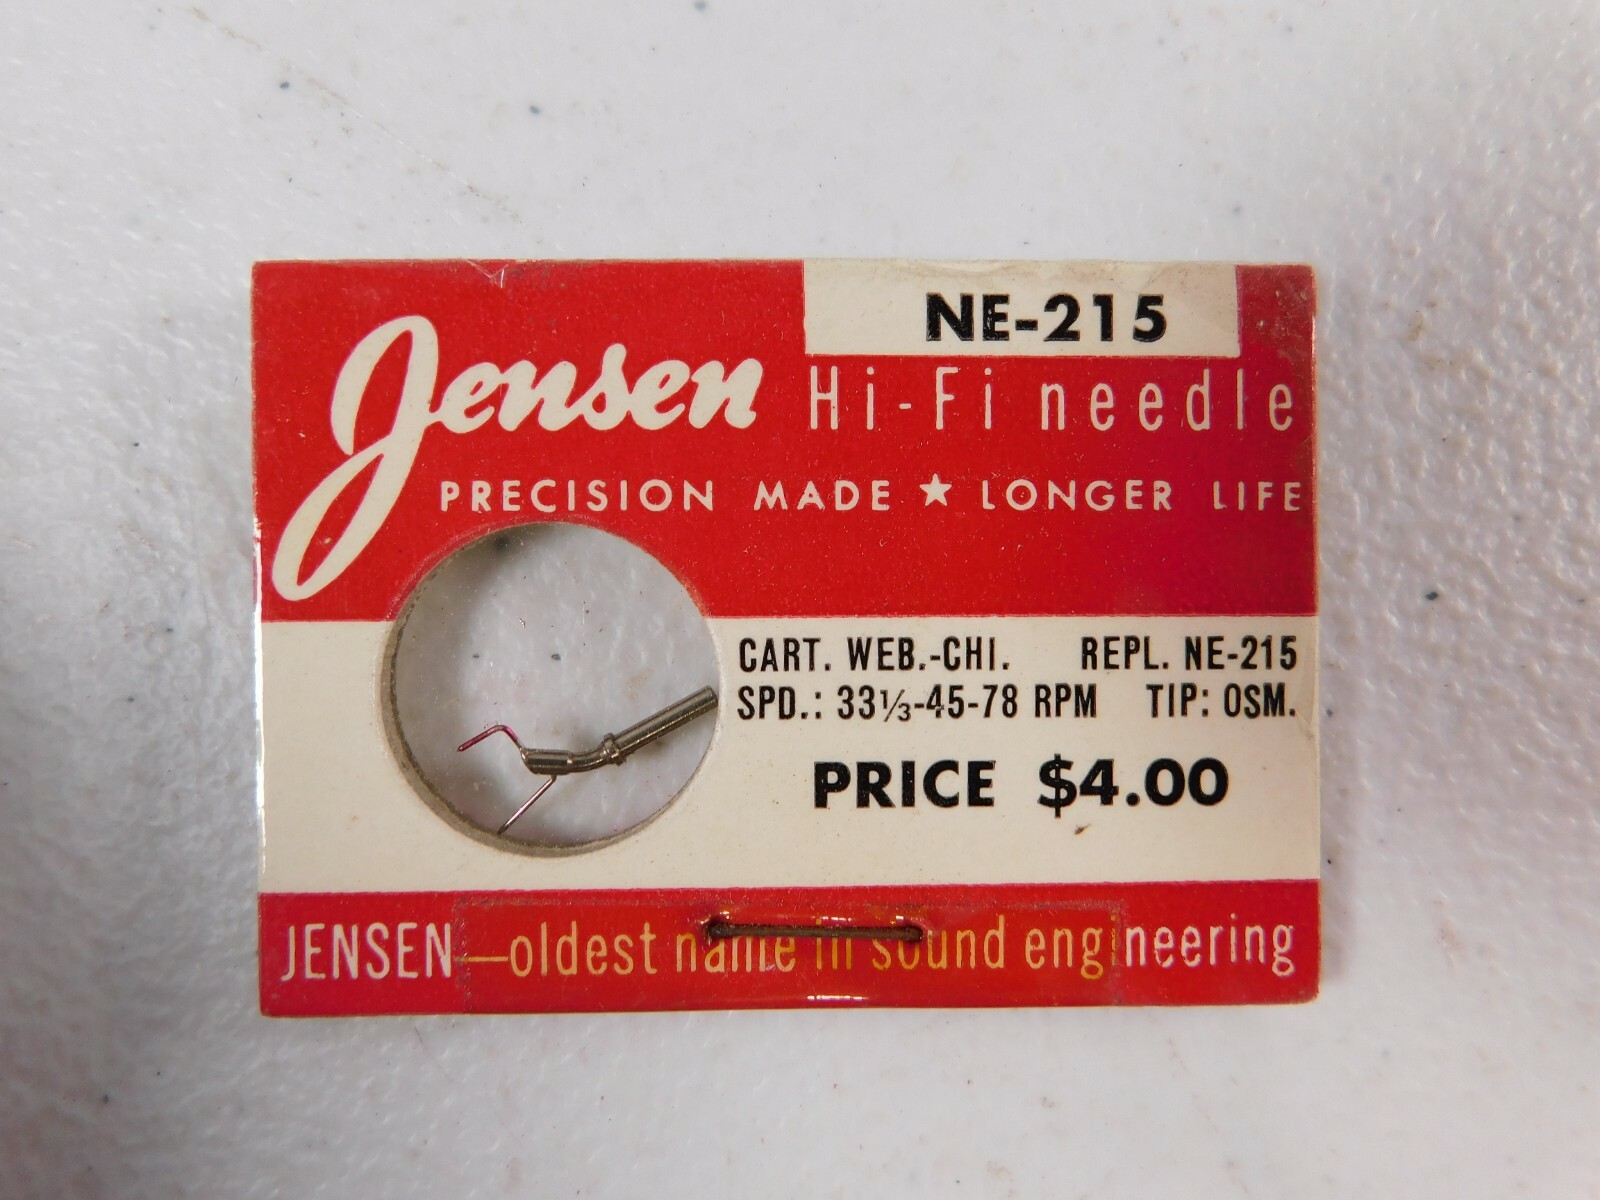 NE-215
Jensen Hi-Fi needle
PRECISION MADE ★ LONGER LIFE
CART. WEB.-CHI. REPL. NE-215
SPD.: 33⅓-45-78 RPM TIP: OSM.
PRICE $4.00
JENSEN—oldest name in sound engineering